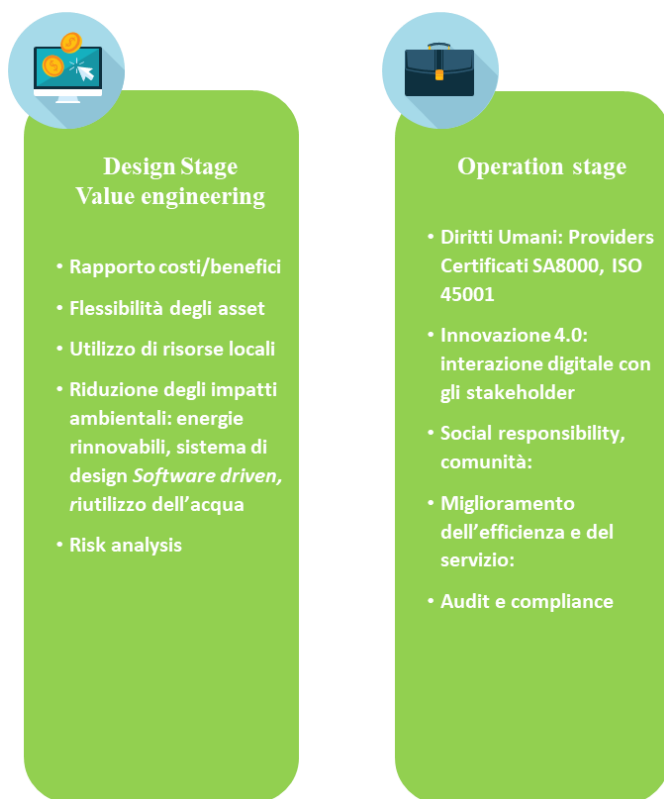 Design Stage
Value engineering
• Rapporto costi/benefici
• Flessibilità degli asset
• Utilizzo di risorse locali
• Riduzione degli impatti
ambientali: energie
rinnovabili, sistema di
design Software driven,
riutilizzo dell'acqua
• Risk analysis
Operation stage
• Diritti Umani: Providers
Certificati SA8000, ISO
45001
• Innovazione 4.0:
interazione digitale con
gli stakeholder
• Social responsibility,
comunità:
• Miglioramento
dell'efficienza e del
servizio:
• Audit e compliance